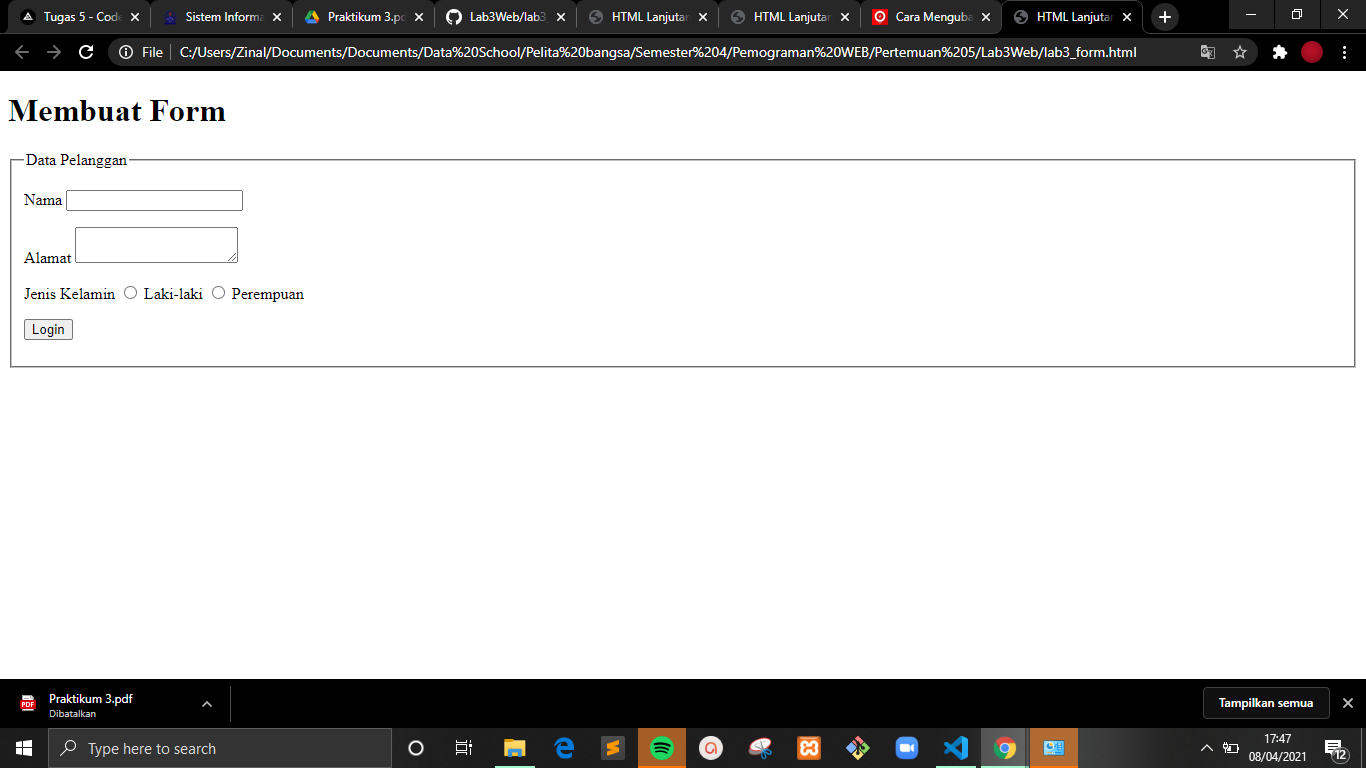 Tugas 5 - Code
Sistem Informa
Praktikum 3.pd
Lab3Web/lab3_
HTML Lanjutan
HTML Lanjutan
Cara Menguba
HTML Lanjutan
File
C:/Users/Zinal/Documents/Documents/Data%20School/Pelita%20bangsa/Semester%204/Pemograman%20WEB/Pertemuan%205/Lab3Web/lab3_form.html
Membuat Form
Data Pelanggan
Nama
Alamat
Jenis Kelamin Laki-laki Perempuan
Login
Praktikum 3.pdf
Dibatalkan
Tampilkan semua
Type here to search
17:47
08/04/2021
12